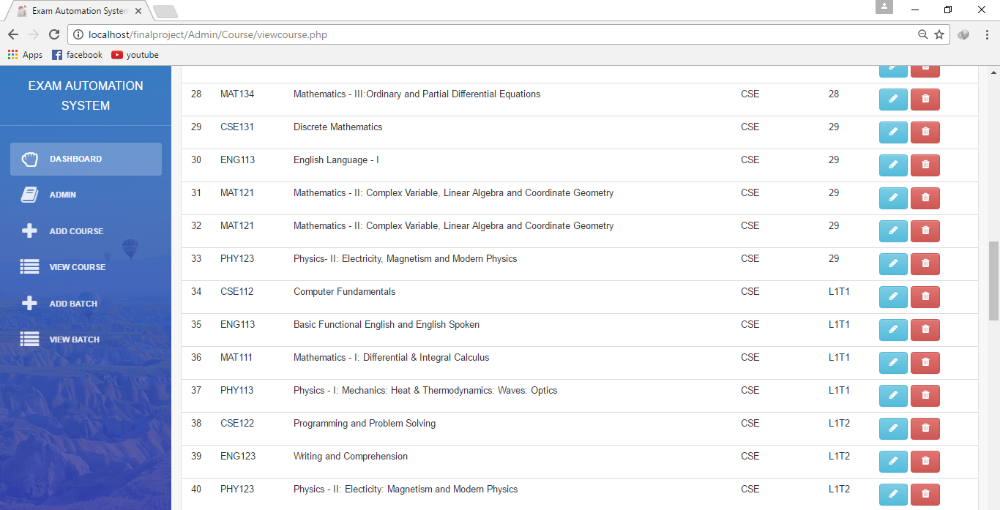 Exam Automation System
localhost/finalproject/Admin/Course/viewcourse.php
Apps facebook youtube
EXAM AUTOMATION
SYSTEM
DASHBOARD
ADMIN
ADD COURSE
VIEW COURSE
ADD BATCH
VIEW BATCH
28 MAT134 Mathematics - III:Ordinary and Partial Differential Equations CSE 28
29 CSE131 Discrete Mathematics CSE 29
30 ENG113 English Language - I CSE 29
31 MAT121 Mathematics - II: Complex Variable, Linear Algebra and Coordinate Geometry CSE 29
32 MAT121 Mathematics - II: Complex Variable, Linear Algebra and Coordinate Geometry CSE 29
33 PHY123 Physics- II: Electricity, Magnetism and Modern Physics CSE 29
34 CSE112 Computer Fundamentals CSE L1T1
35 ENG113 Basic Functional English and English Spoken CSE L1T1
36 MAT111 Mathematics - I: Differential & Integral Calculus CSE L1T1
37 PHY113 Physics - I: Mechanics: Heat & Thermodynamics: Waves: Optics CSE L1T1
38 CSE122 Programming and Problem Solving CSE L1T2
39 ENG123 Writing and Comprehension CSE L1T2
40 PHY123 Physics - II: Electicity: Magnetism and Modern Physics CSE L1T2